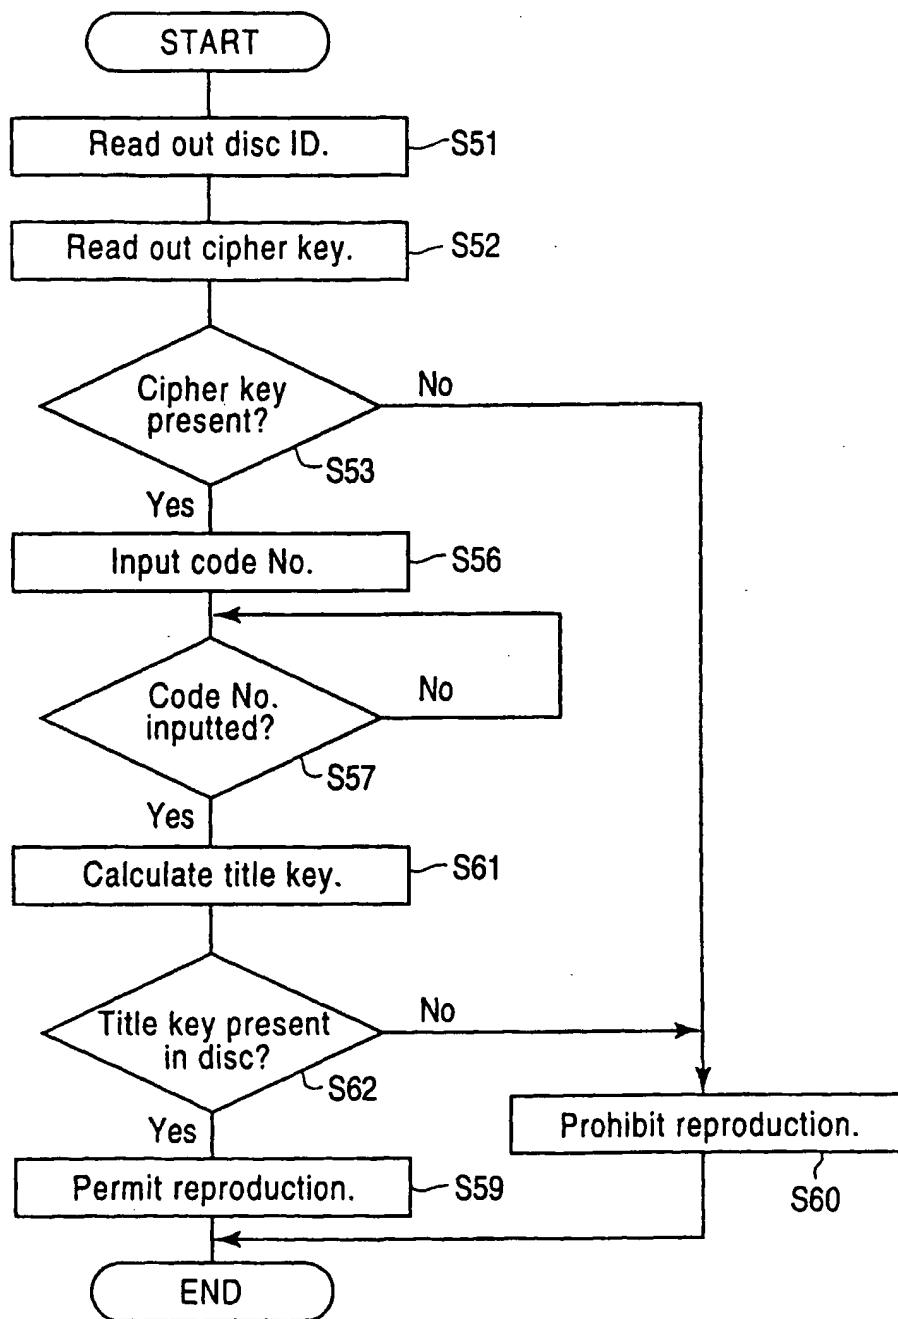 START
Read out disc ID.
S51
Read out cipher key.
S52
Cipher key
present?
No
S53
Yes
Input code No.
S56
Code No.
inputted?
No
S57
Yes
Calculate title key.
S61
Title key present
in disc?
No
S62
Yes
Prohibit reproduction.
S60
Permit reproduction.
S59
END